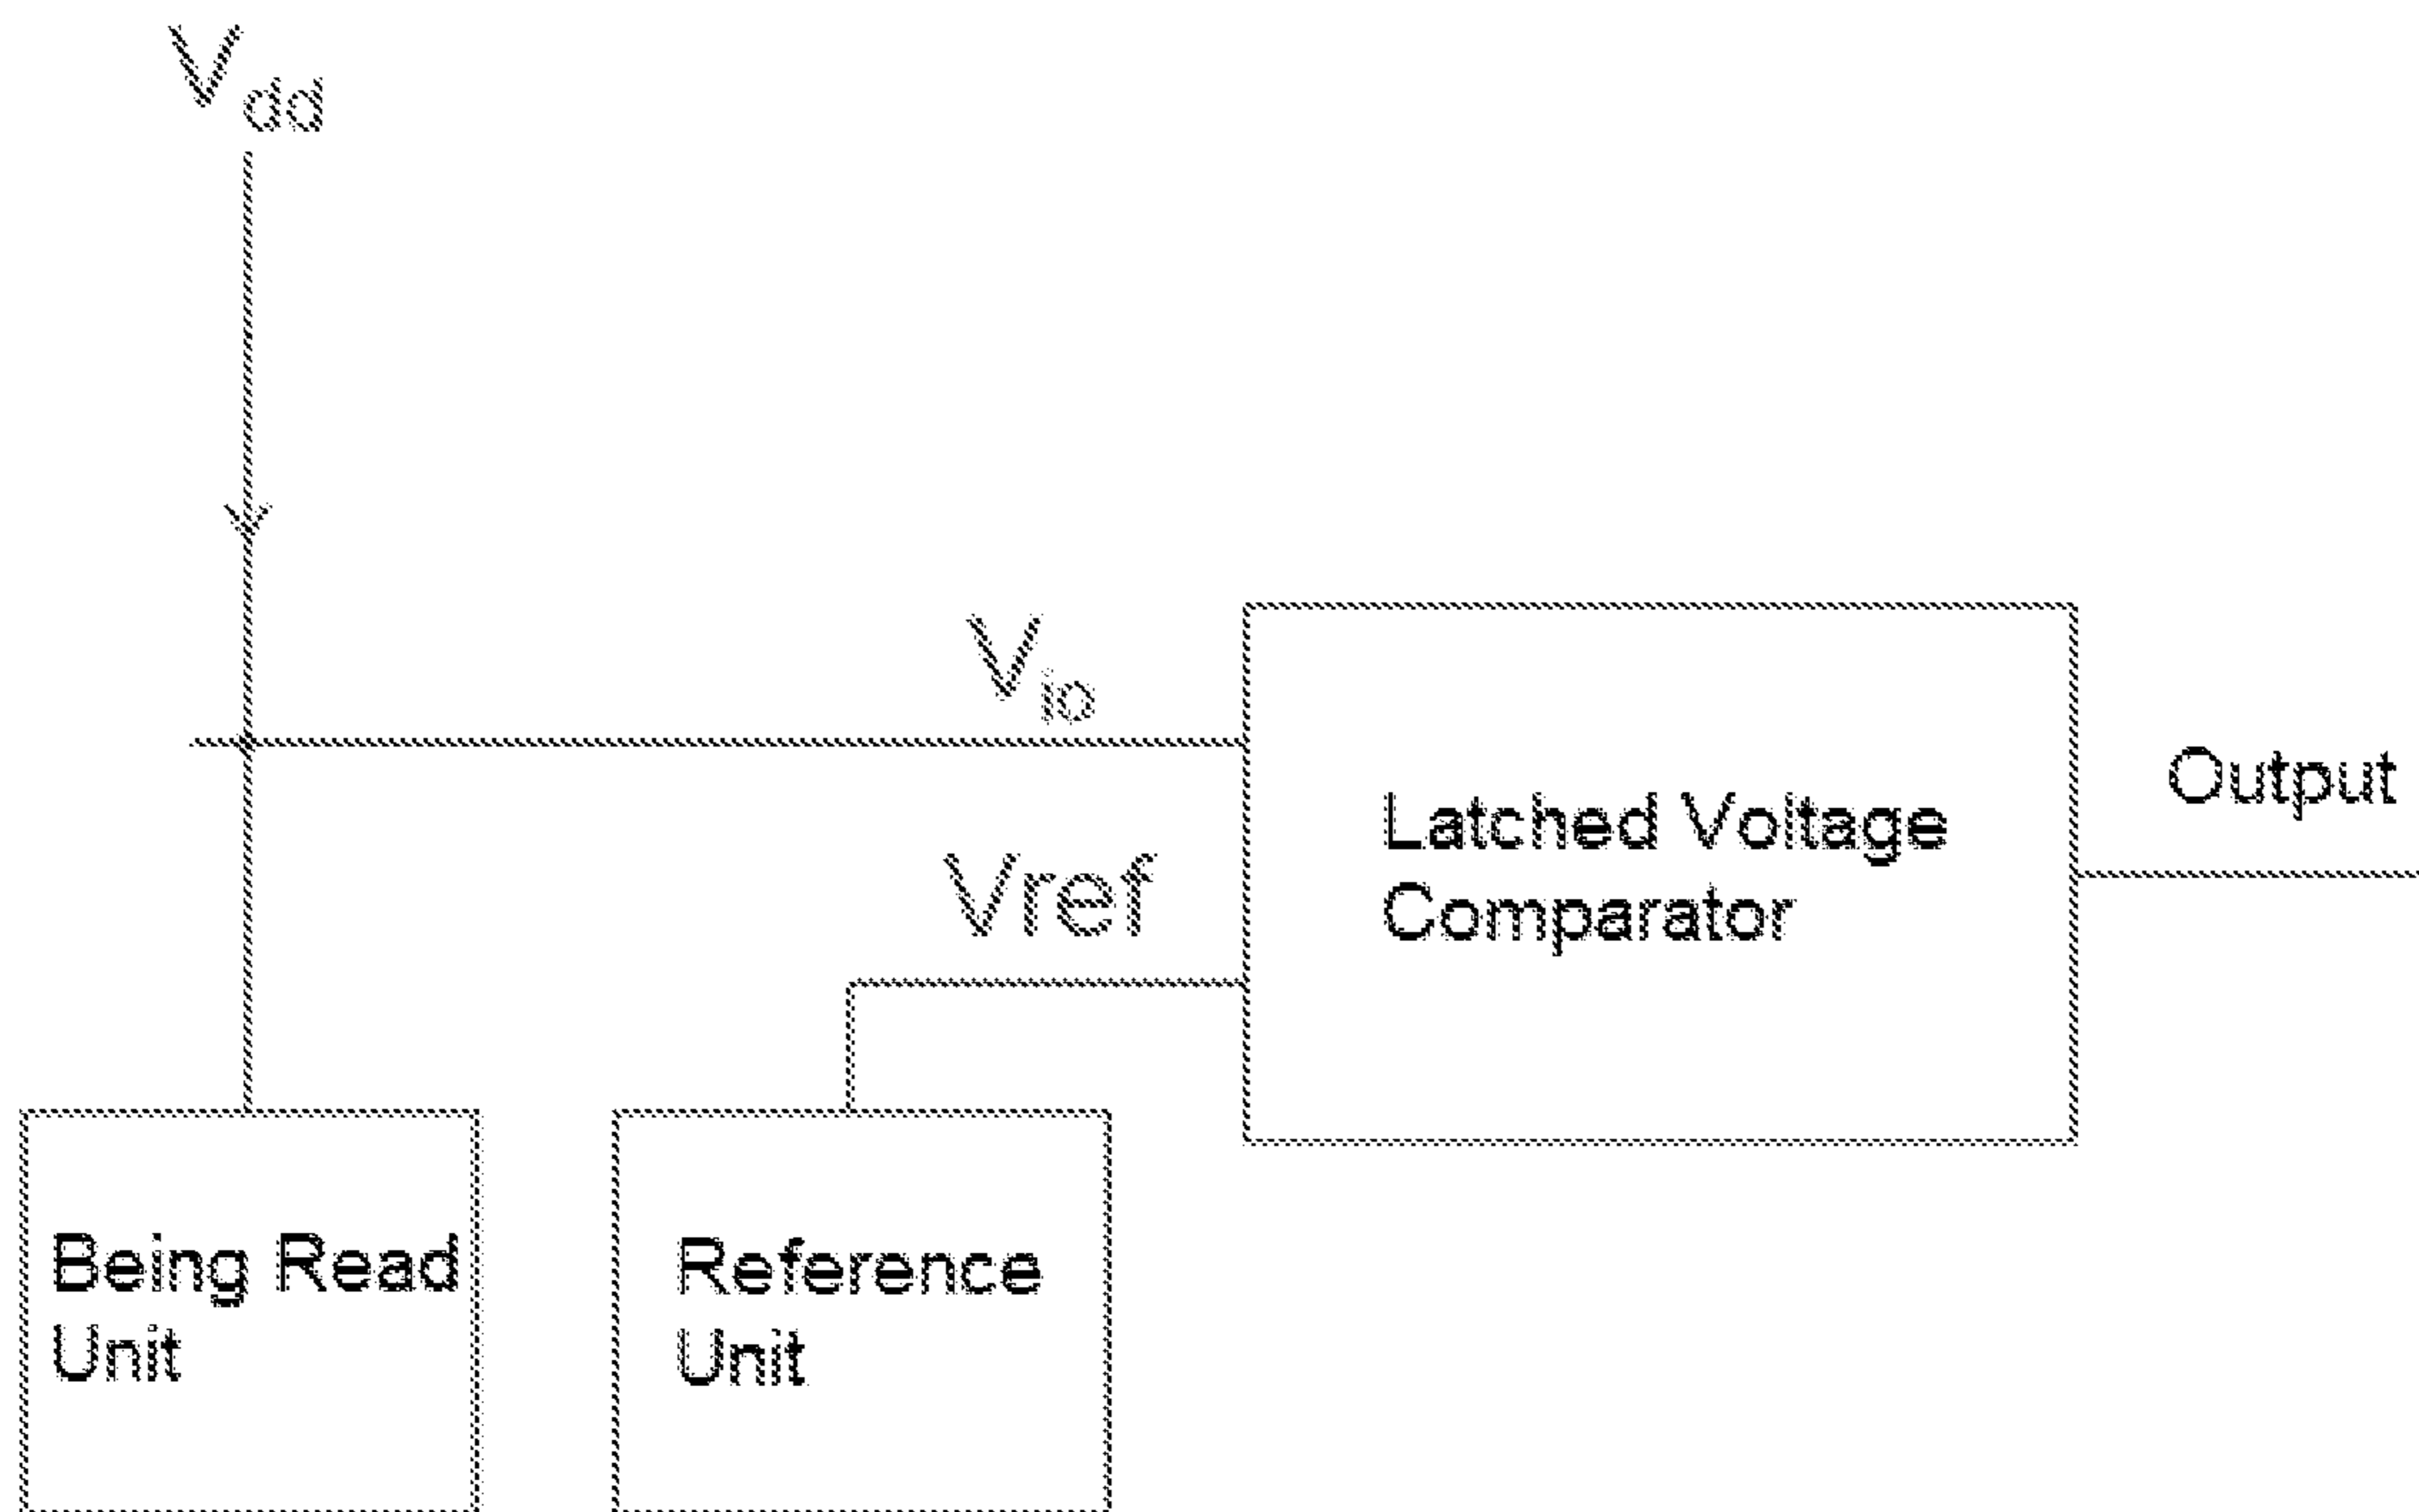 Vdd
Vio
Vref
Latched Voltage
Comparator
Output
Being Read
Unit
Reference
Unit